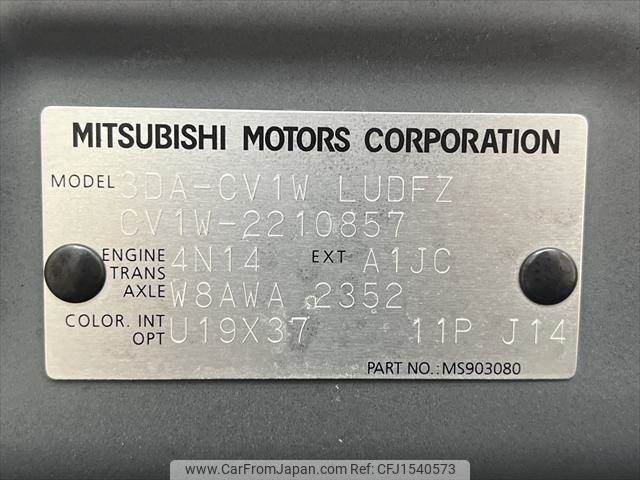 MITSUBISHI MOTORS CORPORATION
MODEL 3DA-CV1W LUDFZ
CV1W-2210857
ENGINE 4N14 EXT A1JC
TRANS
AXLE W8AWA 2352
COLOR. INT
OPT U19X37 11P J14
PART NO.: MS903080
www.CarFromJapan.com - CFJ1540573